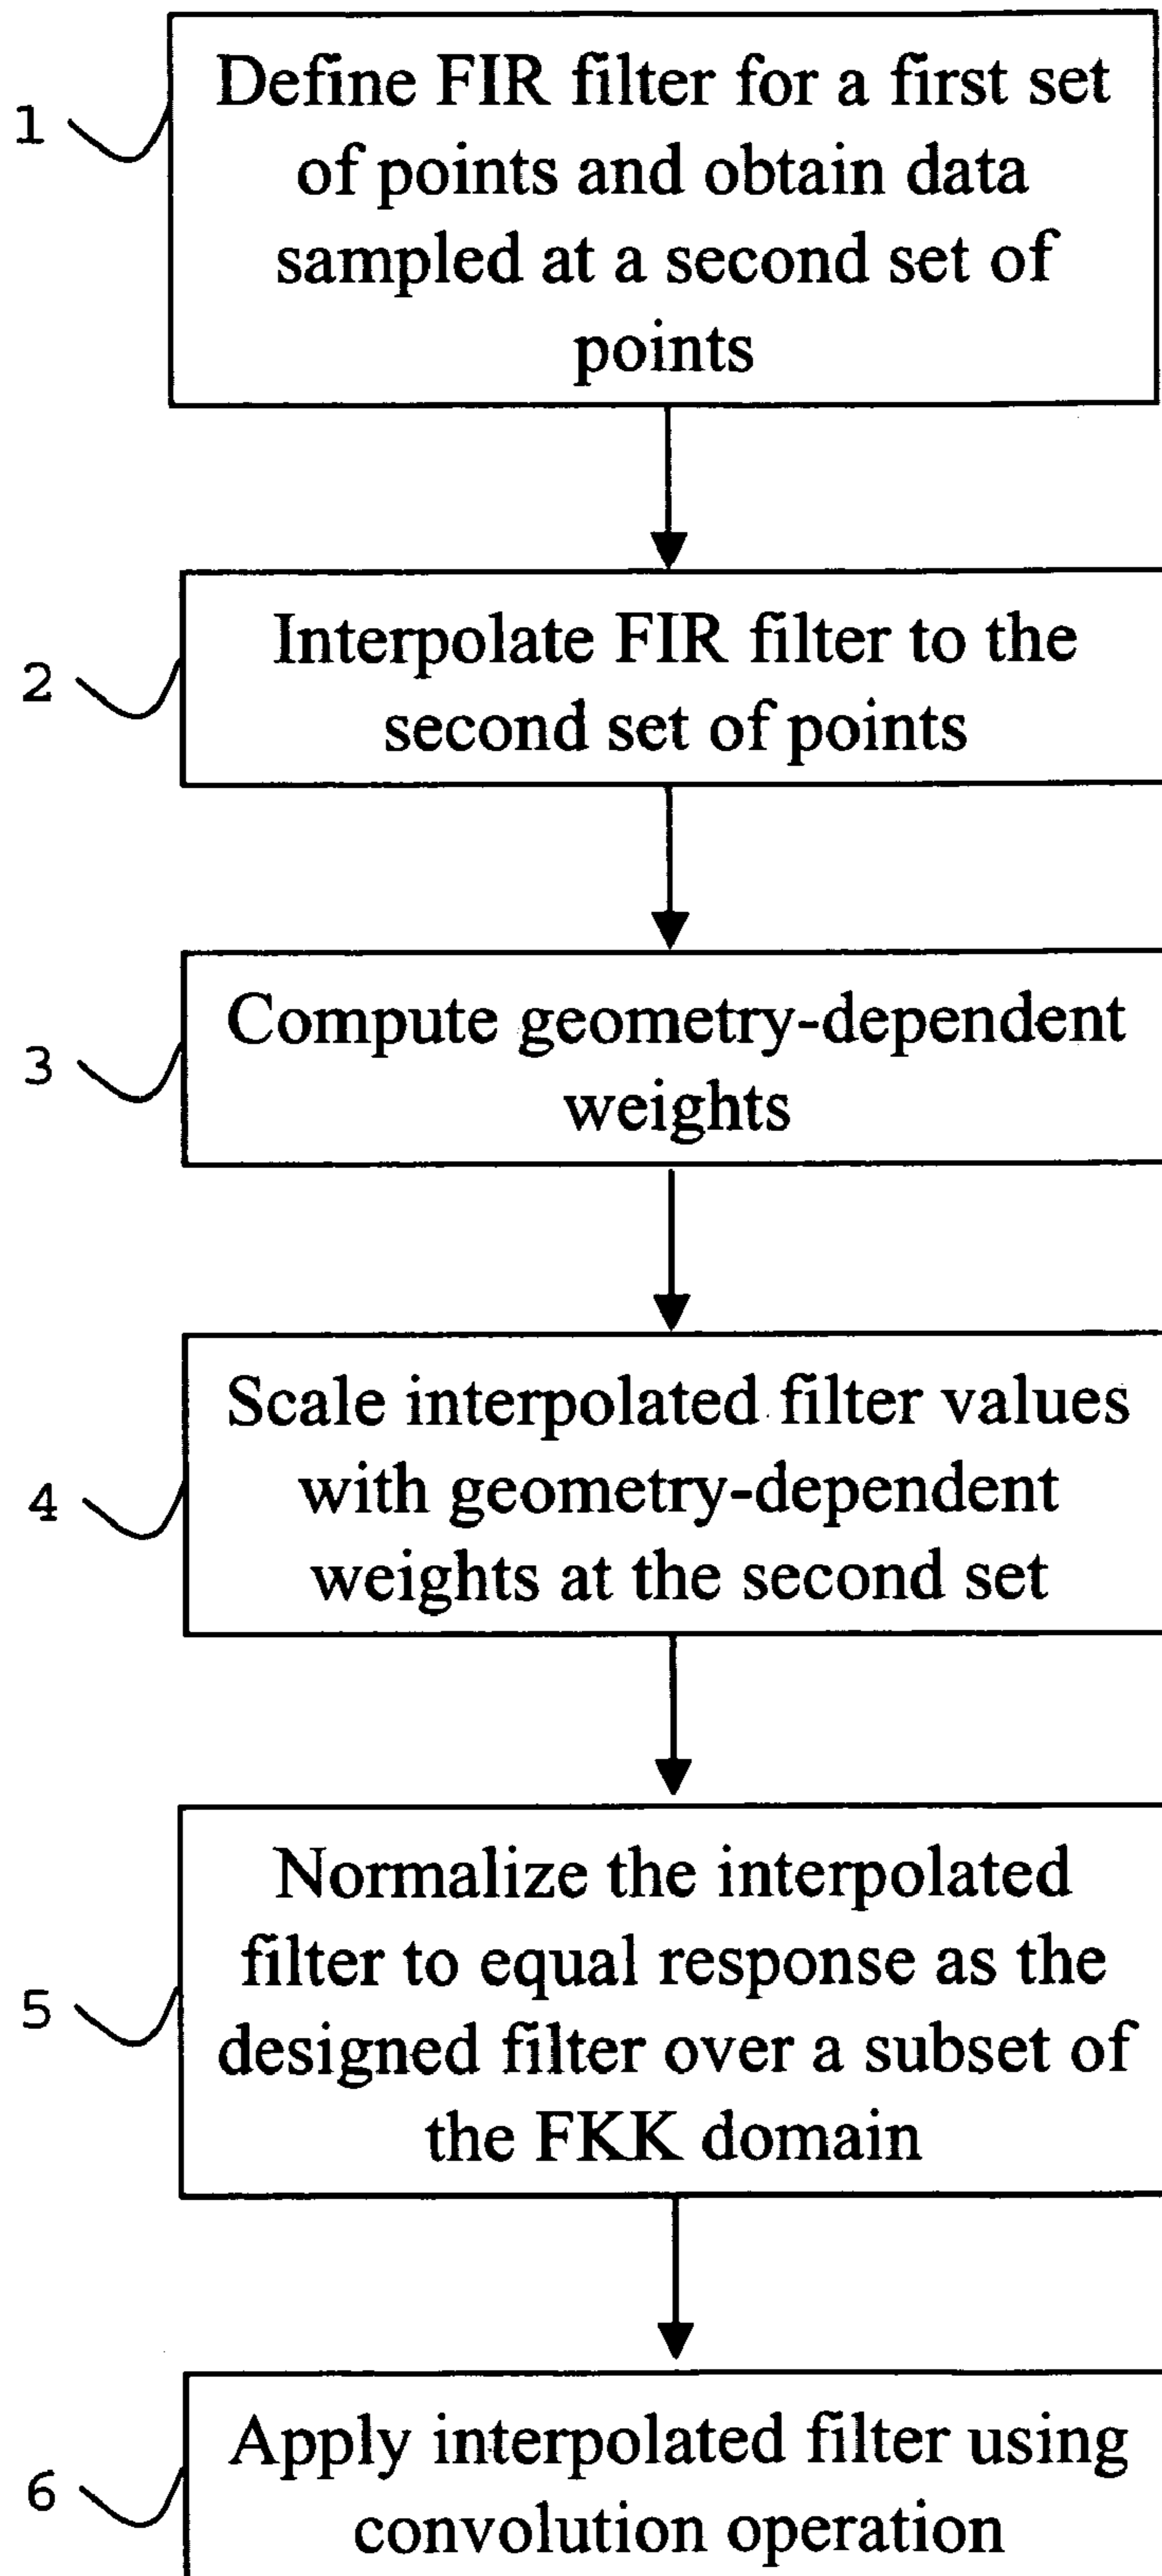 1
Define FIR filter for a first set
of points and obtain data
sampled at a second set of
points
2
Interpolate FIR filter to the
second set of points
3
Compute geometry-dependent
weights
4
Scale interpolated filter values
with geometry-dependent
weights at the second set
5
Normalize the interpolated
filter to equal response as the
designed filter over a subset of
the FKK domain
6
Apply interpolated filter using
convolution operation